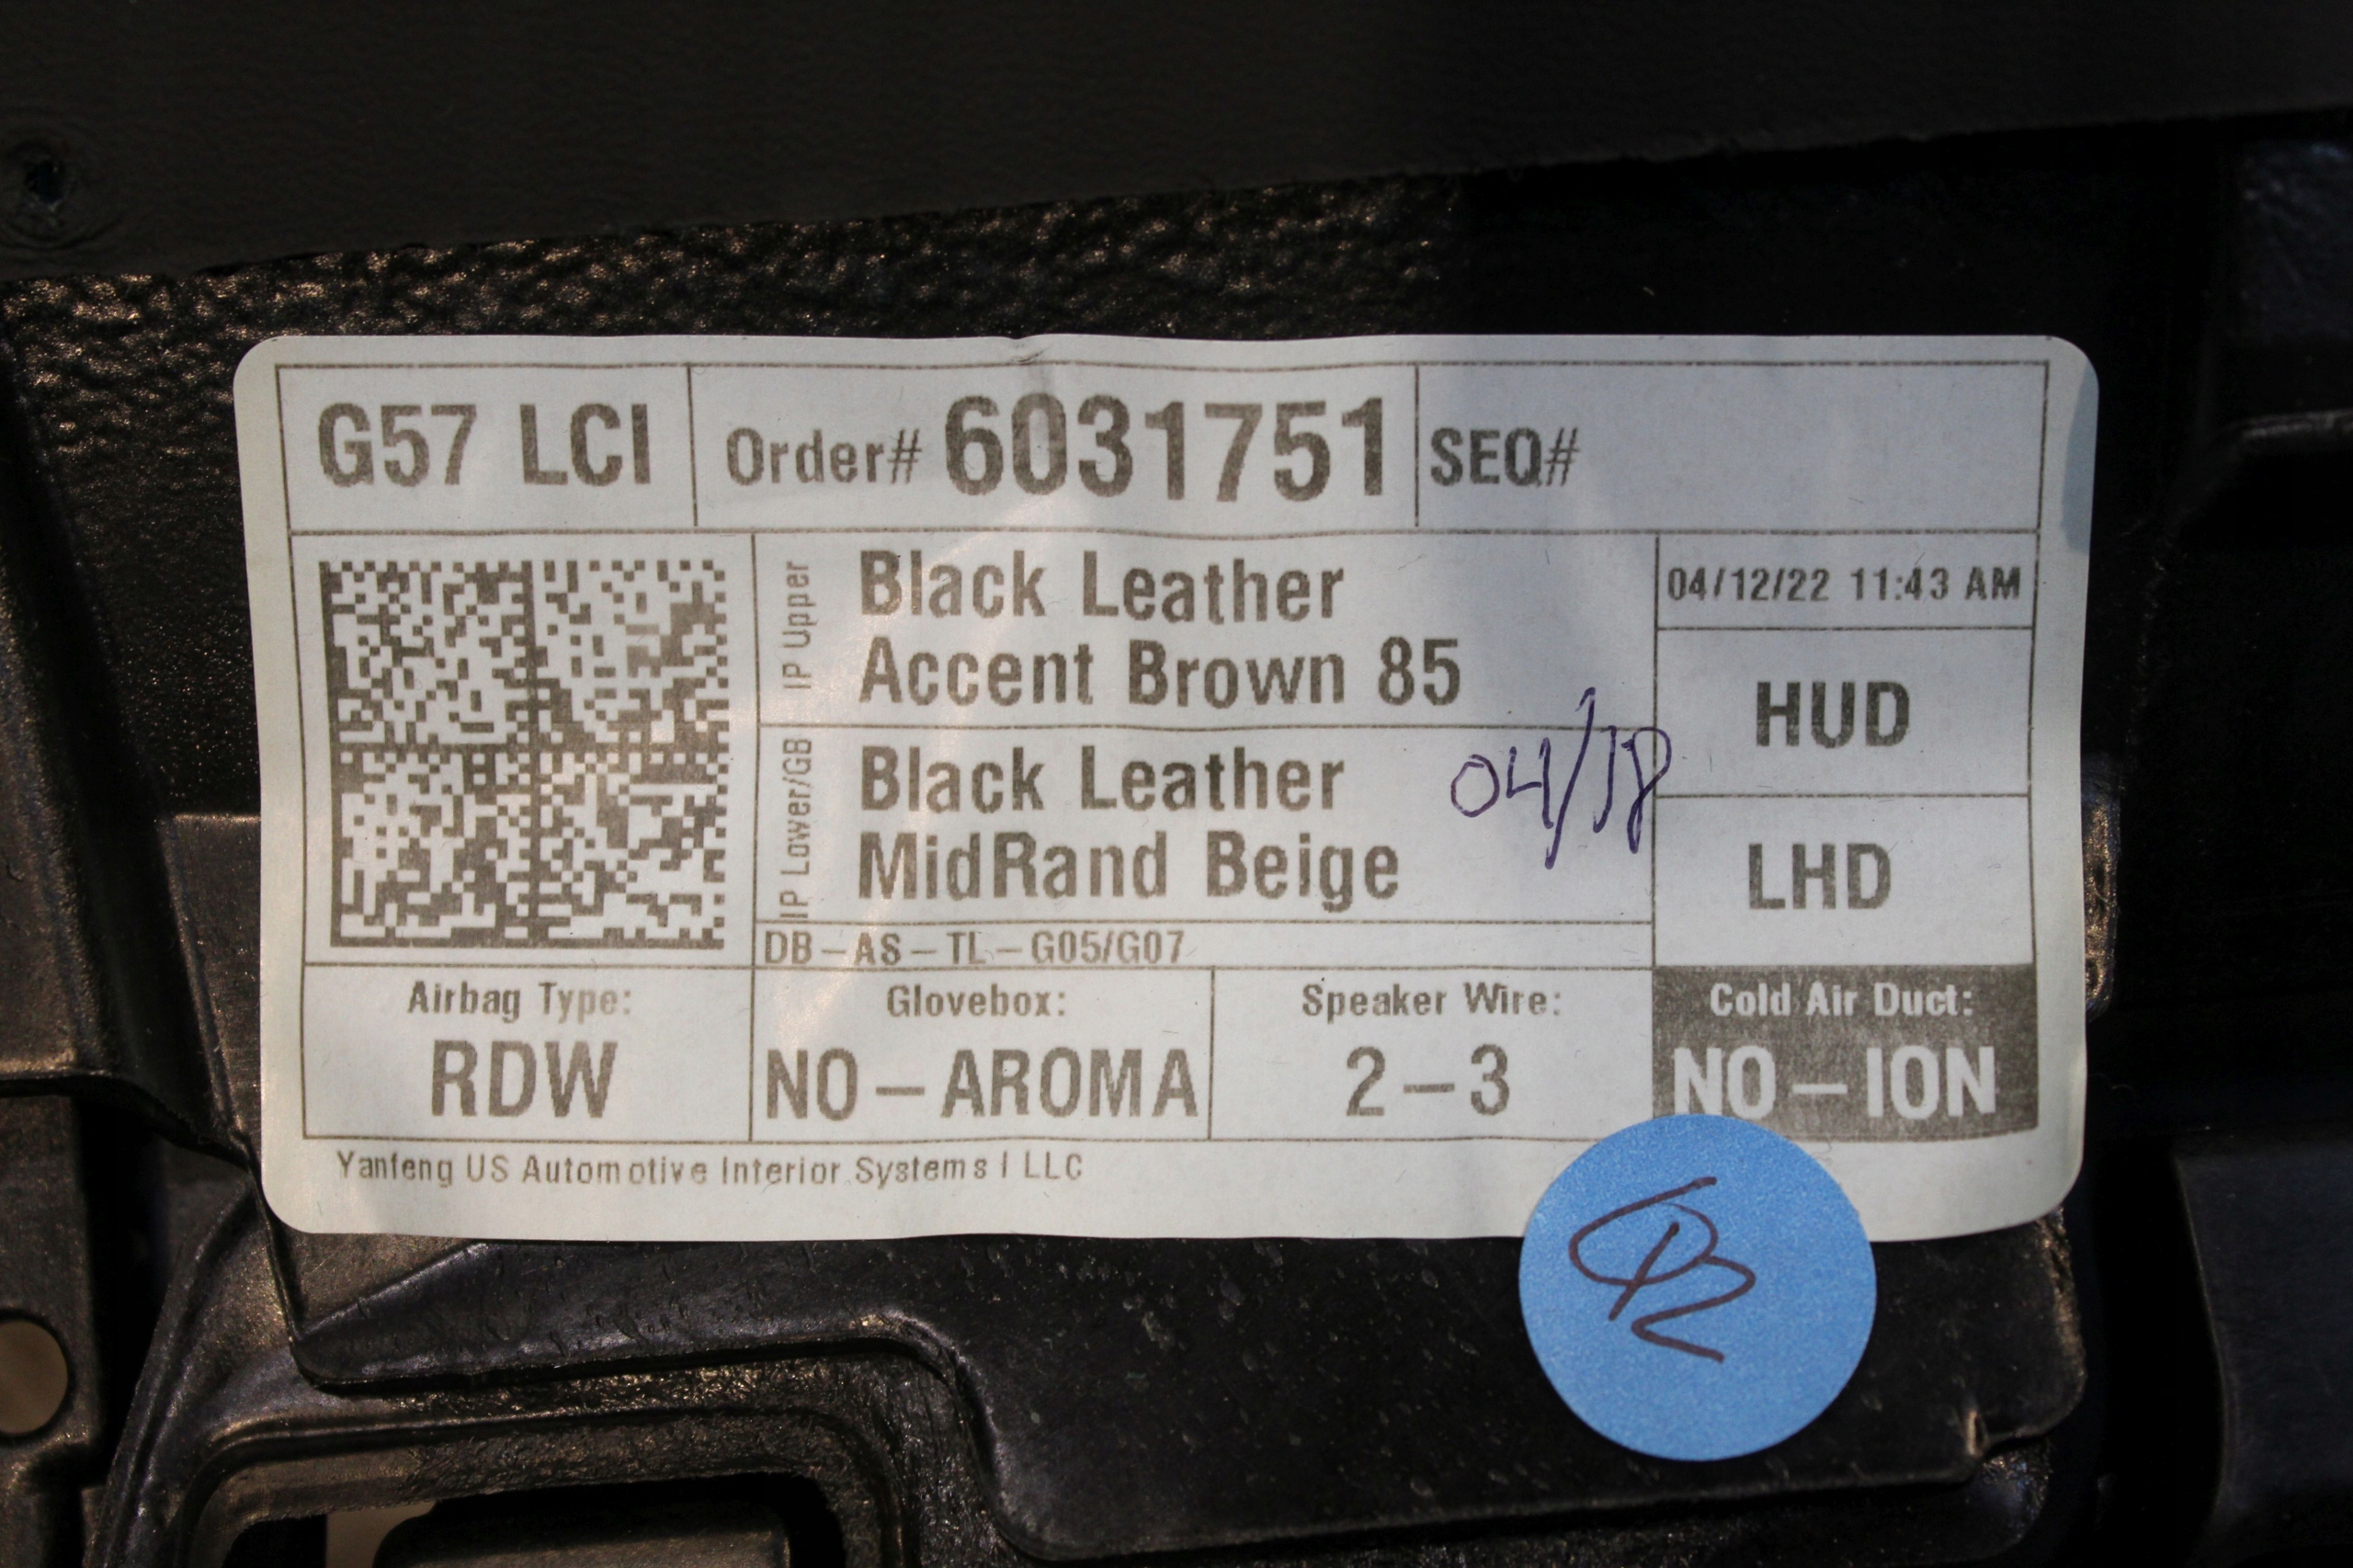 G57 LCI
Order# 6031751
SEQ#
IP Upper
Black Leather
Accent Brown 85
04/12/22 11:43 AM
HUD
IP Lower/GB
Black Leather
MidRand Beige
04/18
LHD
DB-AS-TL-G05/G07
Airbag Type:
RDW
Glovebox:
NO-AROMA
Speaker Wire:
2-3
Cold Air Duct:
NO-ION
Yanfeng US Automotive Interior Systems I LLC